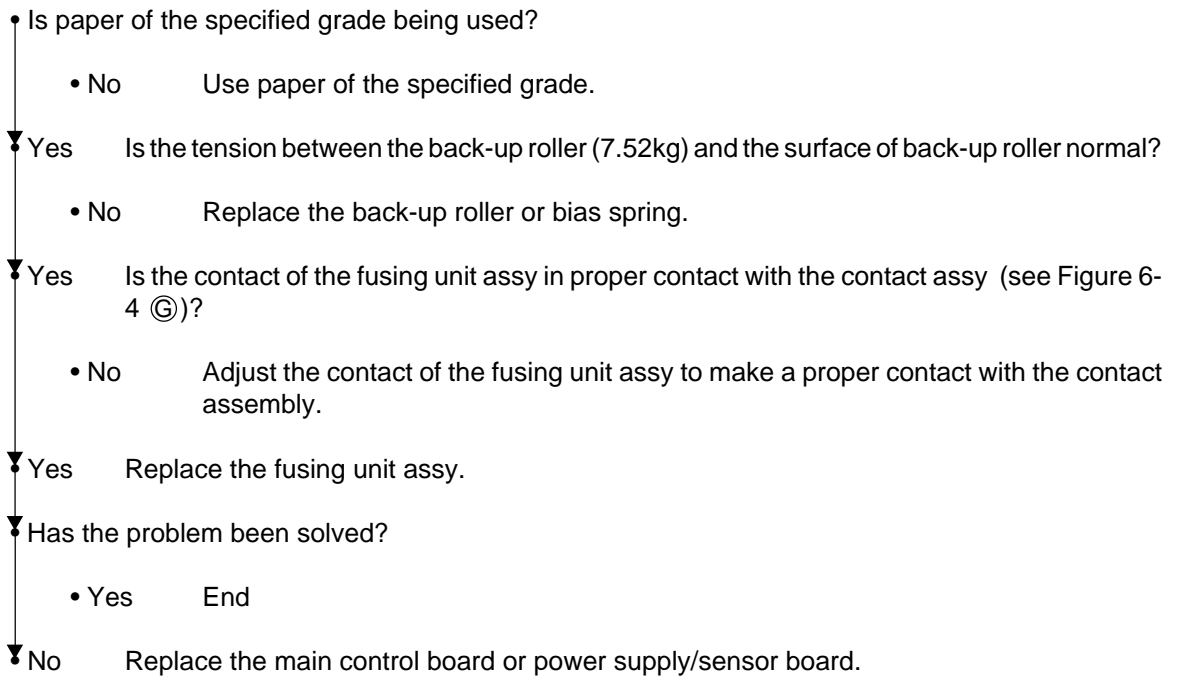 • Is paper of the specified grade being used?
• No Use paper of the specified grade.
• Yes Is the tension between the back-up roller (7.52kg) and the surface of back-up roller normal?
• No Replace the back-up roller or bias spring.
• Yes Is the contact of the fusing unit assy in proper contact with the contact assy (see Figure 6-
4 Ⓖ)?
• No Adjust the contact of the fusing unit assy to make a proper contact with the contact
assembly.
• Yes Replace the fusing unit assy.
• Has the problem been solved?
• Yes End
• No Replace the main control board or power supply/sensor board.